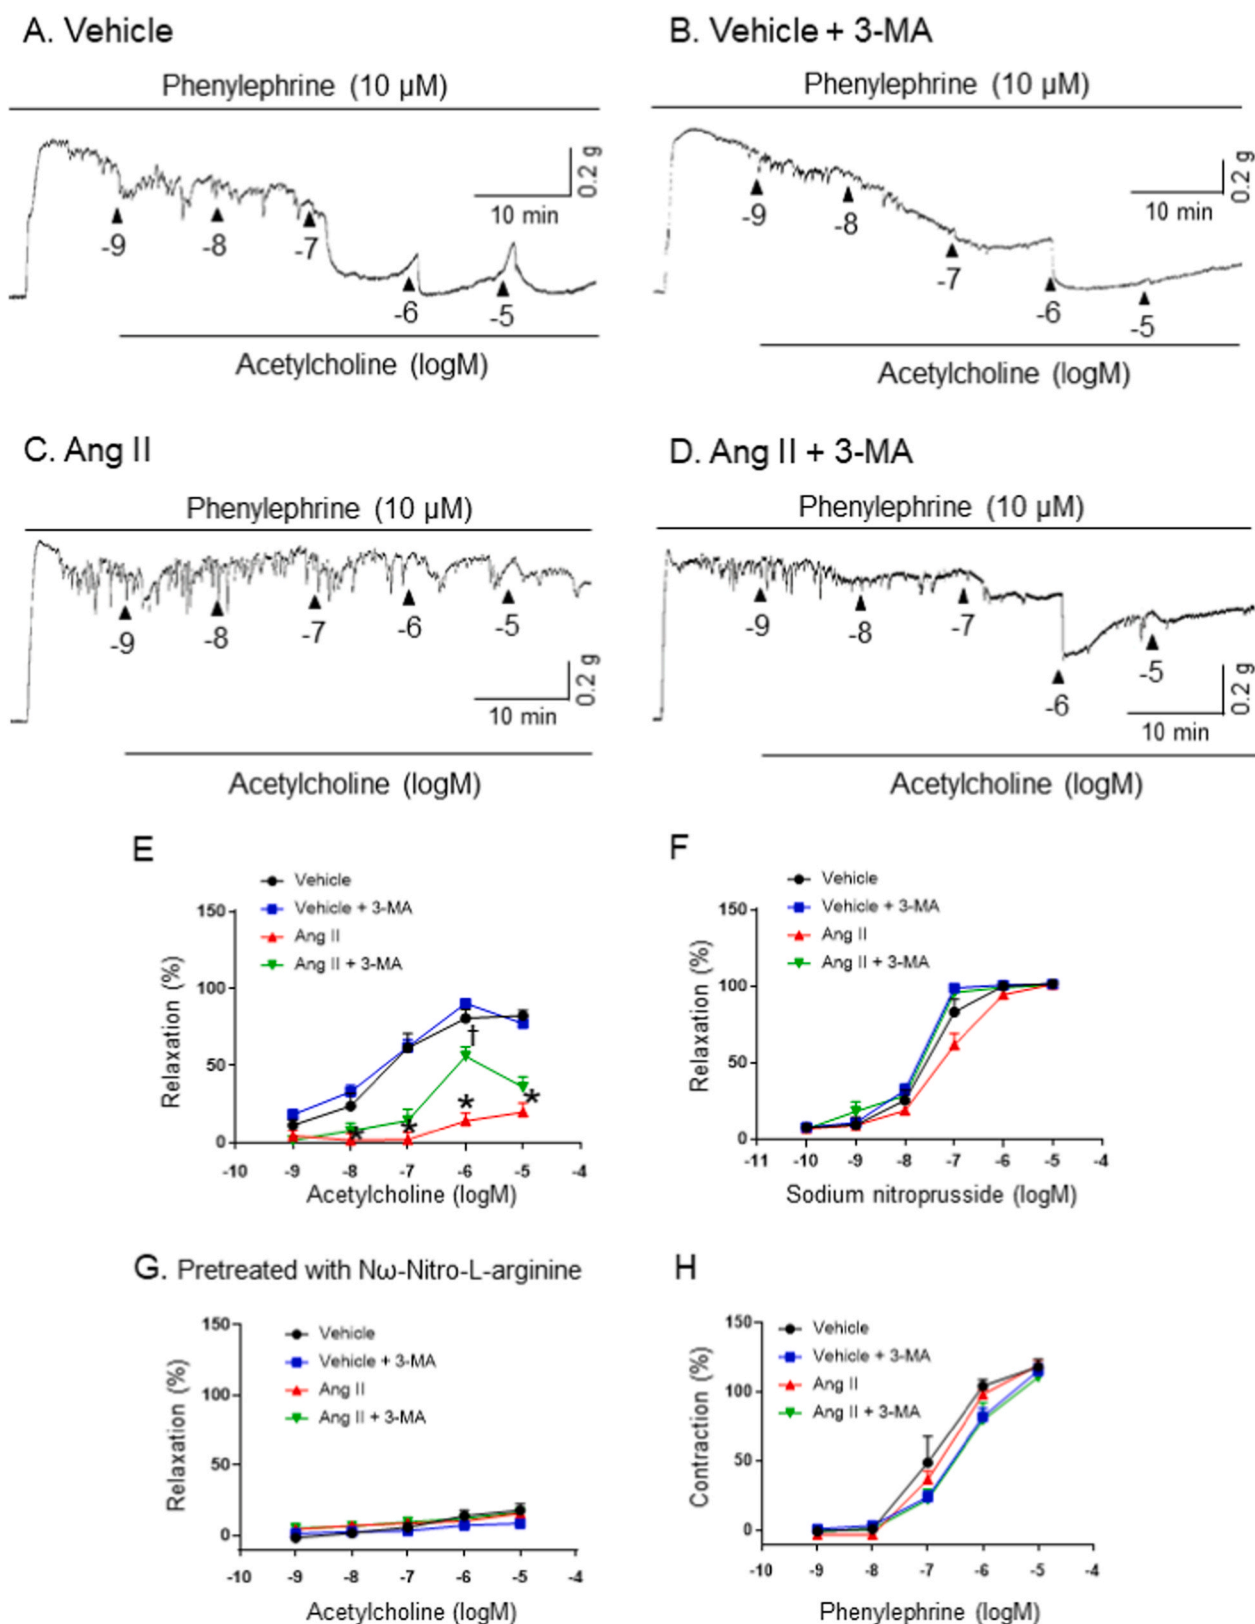 A. Vehicle
Phenylephrine (10 μM)
0.2 g
10 min
-9
-8
-7
-6
-5
Acetylcholine (logM)
B. Vehicle + 3-MA
Phenylephrine (10 μM)
0.2 g
10 min
-9
-8
-7
-6
-5
Acetylcholine (logM)
C. Ang II
Phenylephrine (10 μM)
-9
-8
-7
-6
-5
0.2 g
10 min
Acetylcholine (logM)
D. Ang II + 3-MA
Phenylephrine (10 μM)
-9
-8
-7
-6
-5
0.2 g
10 min
Acetylcholine (logM)
E
Vehicle
Vehicle + 3-MA
Ang II
Ang II + 3-MA
Relaxation (%)
150
100
50
0
†
*
*
*
*
-10 -9 -8 -7 -6 -5 -4
Acetylcholine (logM)
F
Vehicle
Vehicle + 3-MA
Ang II
Ang II + 3-MA
Relaxation (%)
150
100
50
0
-11 -10 -9 -8 -7 -6 -5 -4
Sodium nitroprusside (logM)
G. Pretreated with Nω-Nitro-L-arginine
Vehicle
Vehicle + 3-MA
Ang II
Ang II + 3-MA
Relaxation (%)
150
100
50
0
-10 -9 -8 -7 -6 -5 -4
Acetylcholine (logM)
H
Vehicle
Vehicle + 3-MA
Ang II
Ang II + 3-MA
Contraction (%)
150
100
50
0
-10 -9 -8 -7 -6 -5 -4
Phenylephrine (logM)